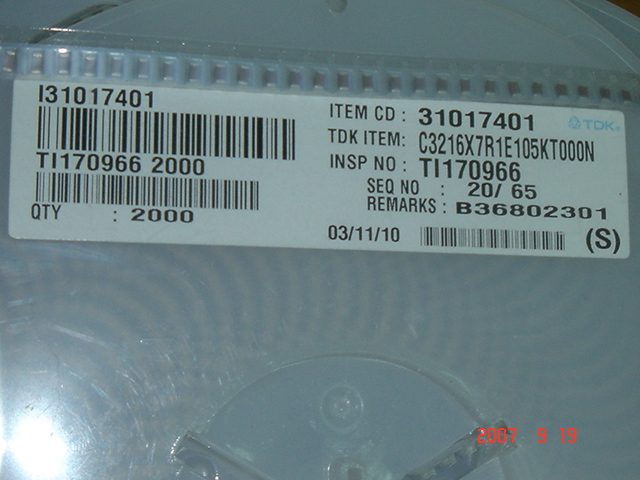 I31017401
TI170966 2000
QTY : 2000
ITEM CD : 31017401
TDK
TDK ITEM: C3216X7R1E105KT000N
INSP NO : TI170966
SEQ NO : 20/ 65
REMARKS : B36802301
03/11/10
(S)
2007 9 19